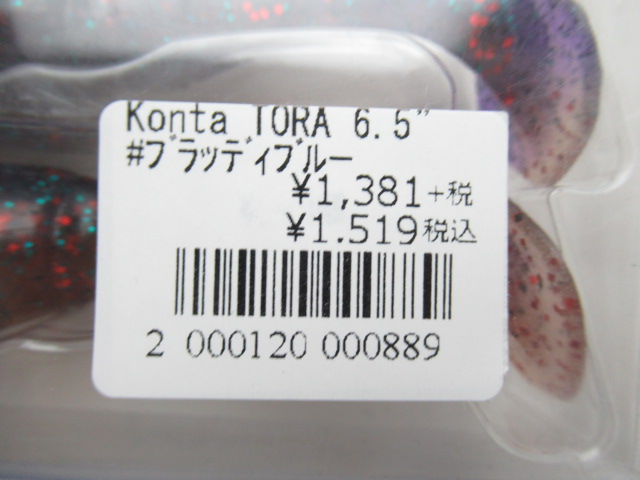 Konta TORA 6.5"
#ﾌﾞﾗｯﾃﾞｨﾌﾞﾙｰ
¥1,381+税
¥1.519税込
2 000120 000889